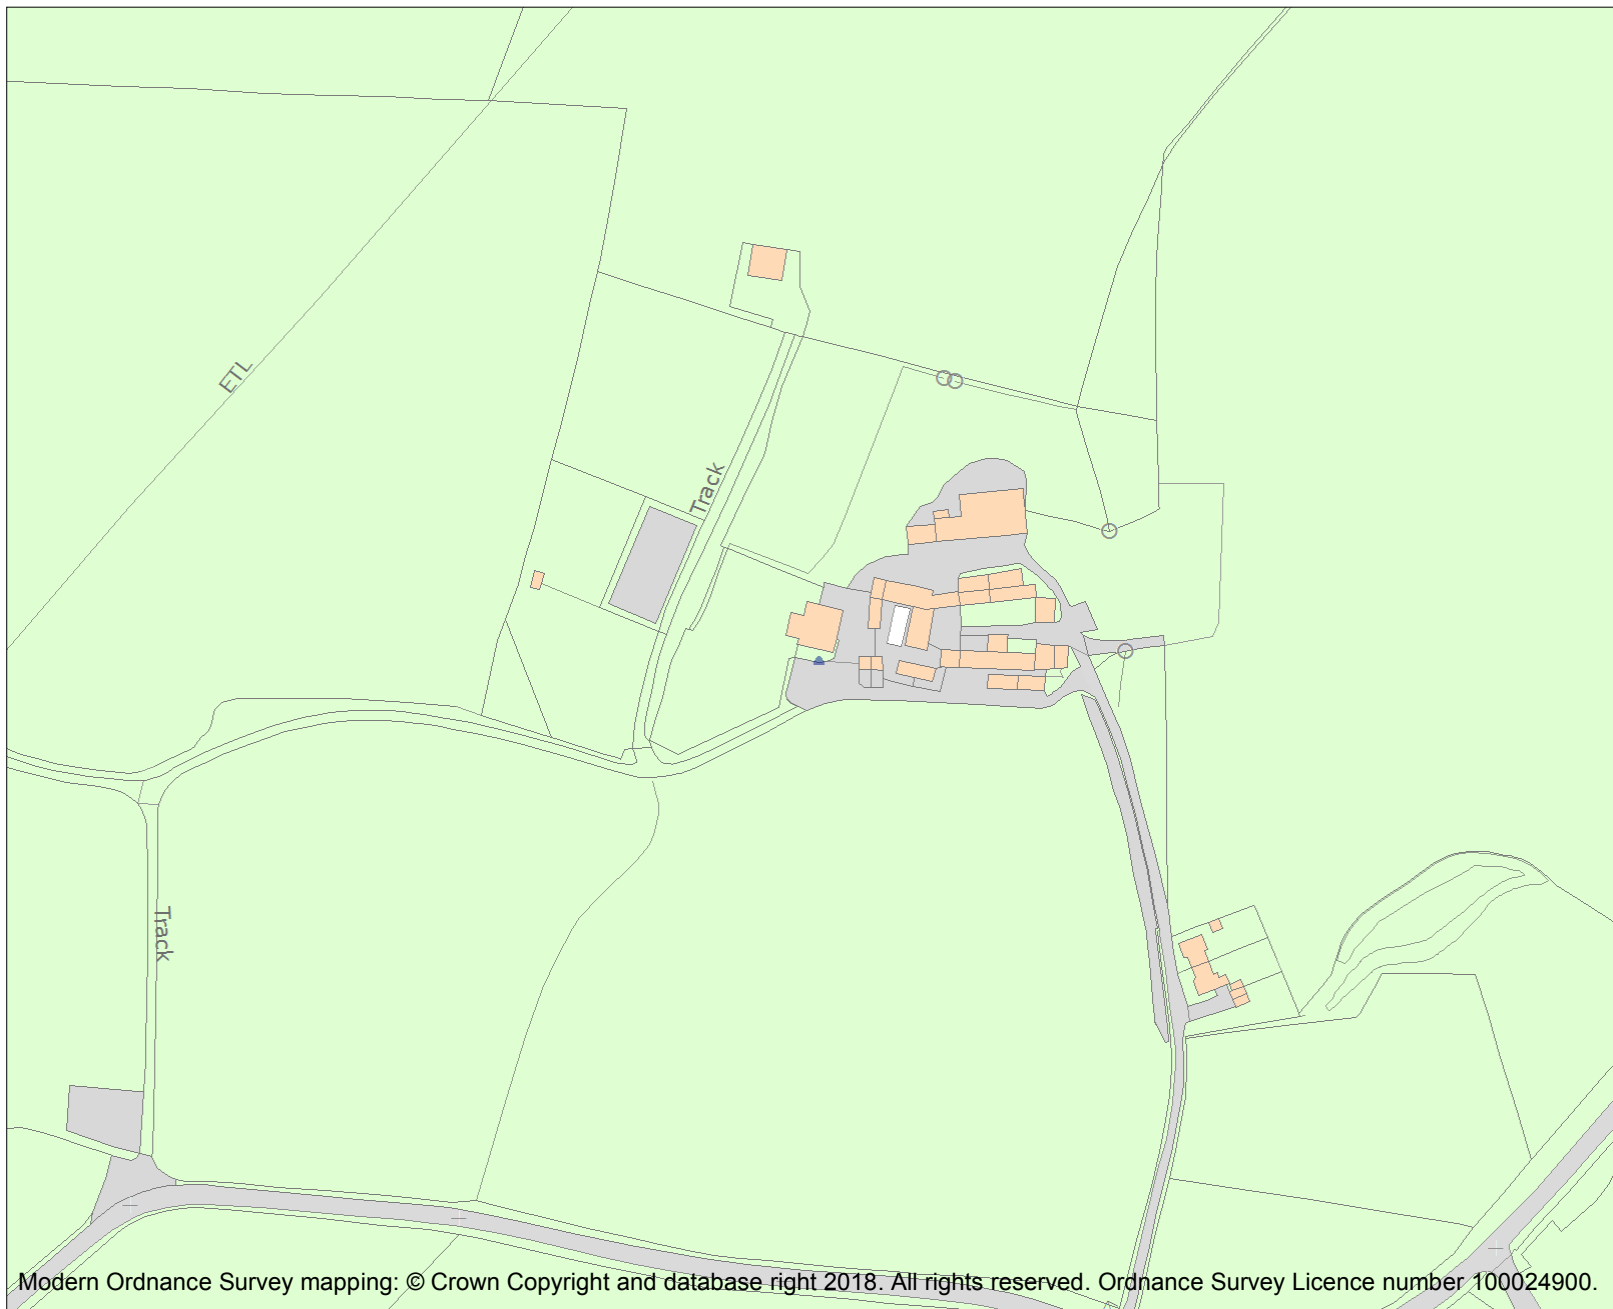 ETL
Track
Track
Modern Ordnance Survey mapping: © Crown Copyright and database right 2018. All rights reserved. Ordnance Survey Licence number 100024900.